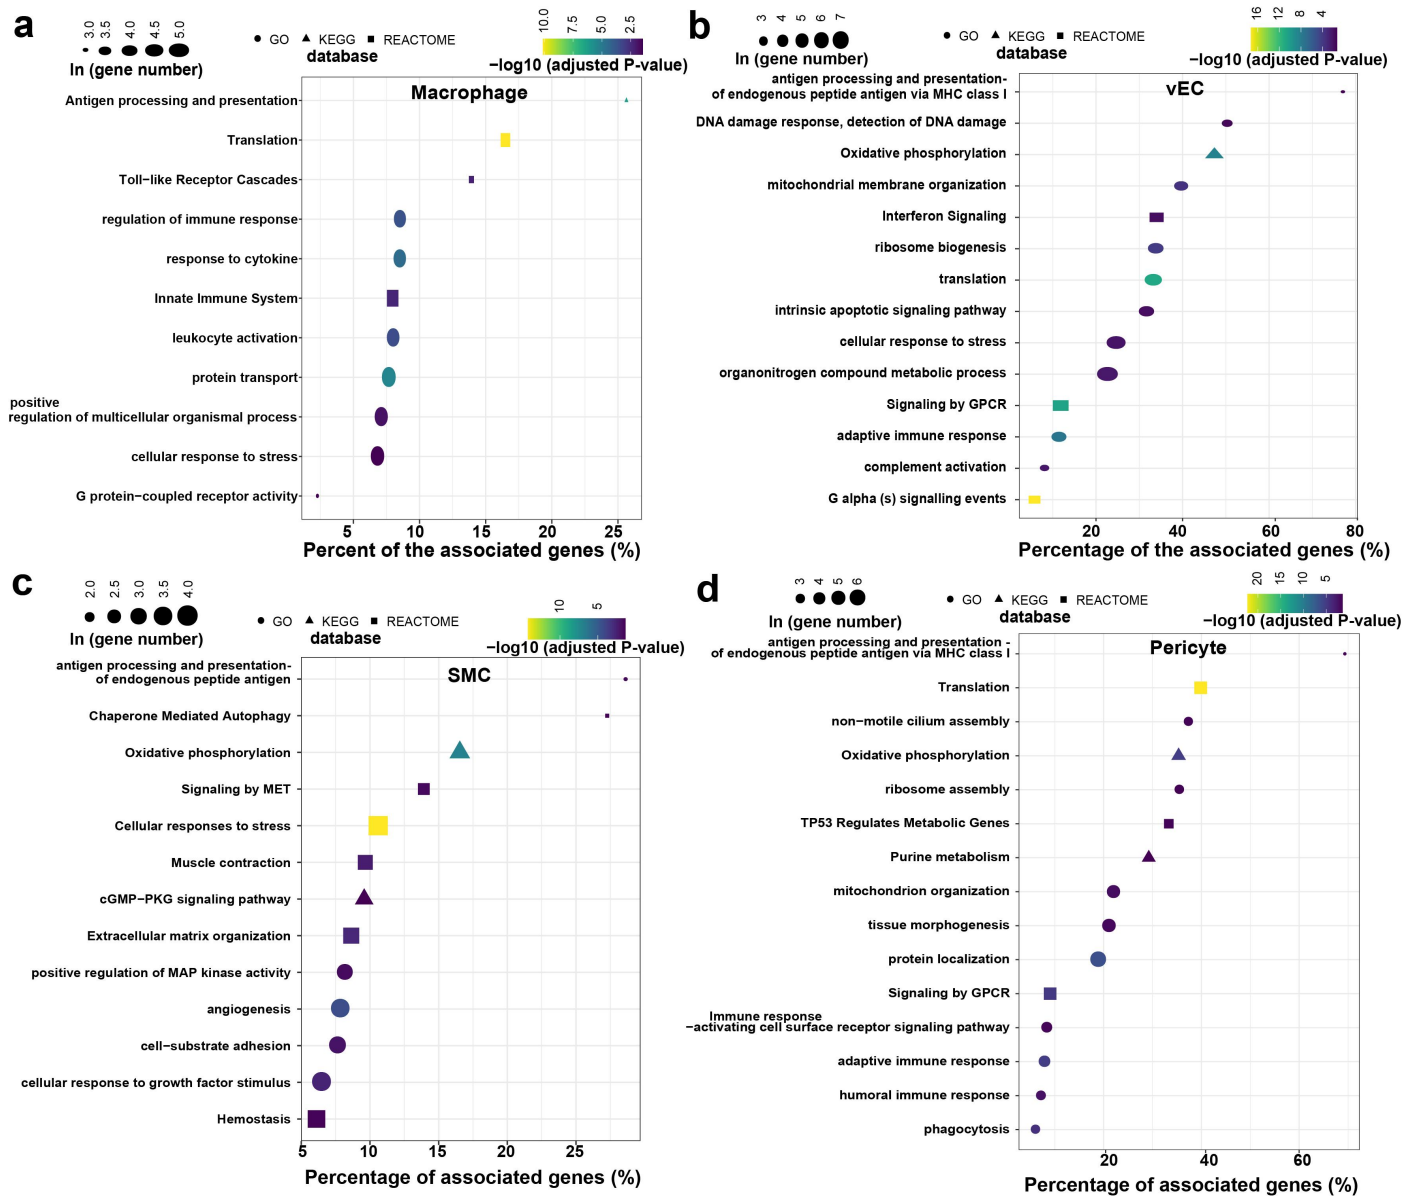 a
3.0 3.5 4.0 4.5 5.0
ln (gene number)
GO KEGG REACTOME
database
10.0 7.5 5.0 2.5
−log10 (adjusted P-value)
Macrophage
Antigen processing and presentation
Translation
Toll−like Receptor Cascades
regulation of immune response
response to cytokine
Innate Immune System
leukocyte activation
protein transport
positive
regulation of multicellular organismal process
cellular response to stress
G protein−coupled receptor activity
5 10 15 20 25
Percent of the associated genes (%)
b
3 4 5 6 7
ln (gene number)
GO KEGG REACTOME
database
16 12 8 4
−log10 (adjusted P-value)
vEC
antigen processing and presentation-
of endogenous peptide antigen via MHC class I
DNA damage response, detection of DNA damage
Oxidative phosphorylation
mitochondrial membrane organization
Interferon Signaling
ribosome biogenesis
translation
intrinsic apoptotic signaling pathway
cellular response to stress
organonitrogen compound metabolic process
Signaling by GPCR
adaptive immune response
complement activation
G alpha (s) signalling events
20 40 60 80
Percentage of the associated genes (%)
c
2.0 2.5 3.0 3.5 4.0
ln (gene number)
GO KEGG REACTOME
database
10 5
−log10 (adjusted P-value)
SMC
antigen processing and presentation-
of endogenous peptide antigen
Chaperone Mediated Autophagy
Oxidative phosphorylation
Signaling by MET
Cellular responses to stress
Muscle contraction
cGMP−PKG signaling pathway
Extracellular matrix organization
positive regulation of MAP kinase activity
angiogenesis
cell−substrate adhesion
cellular response to growth factor stimulus
Hemostasis
5 10 15 20 25
Percentage of associated genes (%)
d
3 4 5 6
ln (gene number)
GO KEGG REACTOME
database
20 15 10 5
−log10 (adjusted P-value)
Pericyte
antigen processing and presentation -
of endogenous peptide antigen via MHC class I
Translation
non−motile cilium assembly
Oxidative phosphorylation
ribosome assembly
TP53 Regulates Metabolic Genes
Purine metabolism
mitochondrion organization
tissue morphogenesis
protein localization
Signaling by GPCR
Immune response
−activating cell surface receptor signaling pathway
adaptive immune response
humoral immune response
phagocytosis
20 40 60
Percentage of associated genes (%)